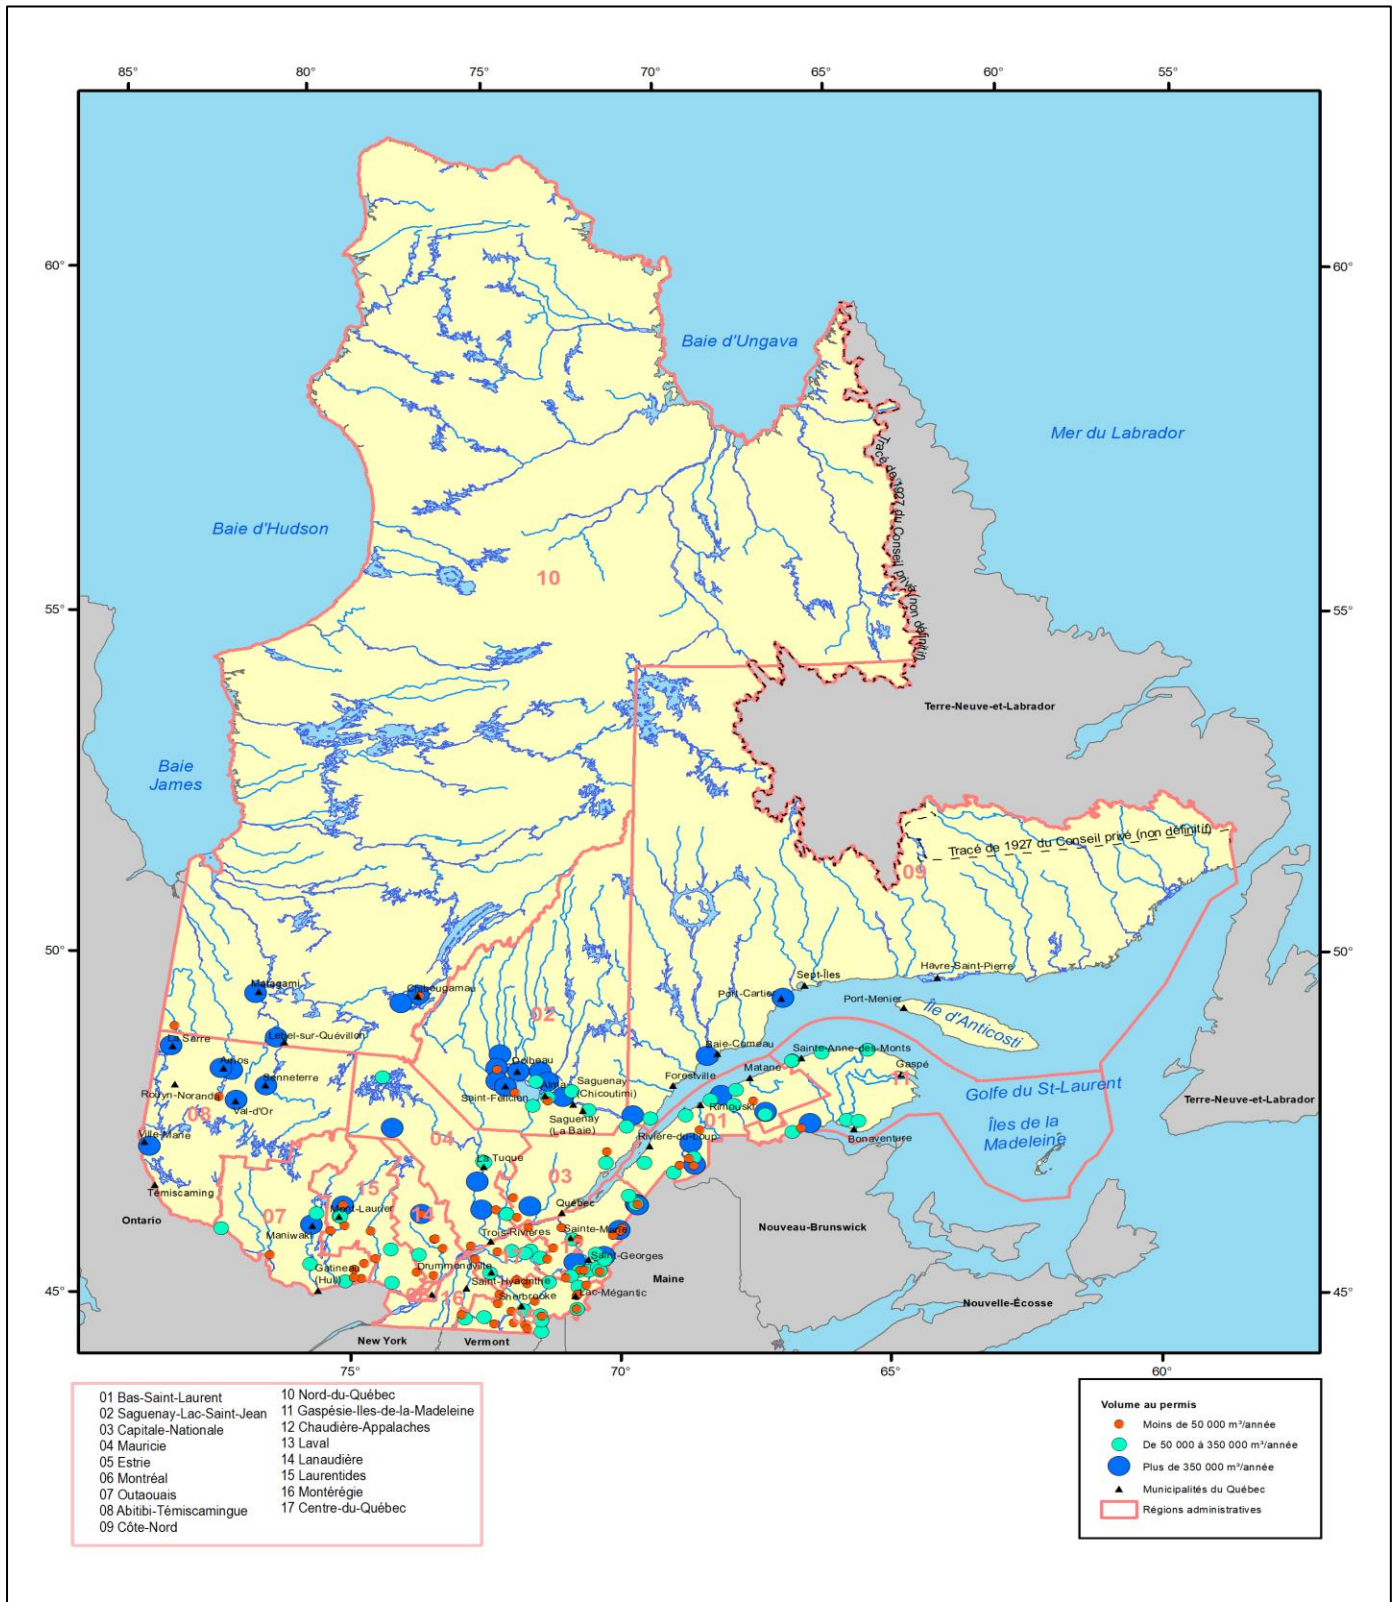 85°
80°
75°
70°
65°
60°
55°
60°
60°
Baie d'Ungava
Mer du Labrador
Tracé de 1927 du Conseil privé (non définitif)
Baie d'Hudson
10
55°
55°
Terre-Neuve-et-Labrador
Baie
James
Tracé de 1927 du Conseil privé (non définitif)
09
50°
50°
Havre-Saint-Pierre
Sept-Îles
Matagami
Chibougamau
Port-Cartier
Port-Menier
Île d'Anticosti
02
La Sarre
Lebel-sur-Quévillon
Baie-Comeau
Sainte-Anne-des-Monts
Amos
Dolbeau
Matane
Gaspé
Senneterre
Alma
Saguenay
(Chicoutimi)
Forestville
11
Rouyn-Noranda
Saint-Félicien
Rimouski
Golfe du St-Laurent
Terre-Neuve-et-Labrador
08
Val-d'Or
Saguenay
(La Baie)
01
Îles de la
Madeleine
Ville-Marie
04
Rivière-du-Loup
Bonaventure
La Tuque
03
Témiscaming
15
Québec
Ontario
07
Mont-Laurier
14
Nouveau-Brunswick
Maniwaki
Trois-Rivières
Sainte-Marie
12
Saint-Georges
Gatineau
(Hull)
Drummondville
17
Maine
45°
45°
Saint-Hyacinthe
16
Sherbrooke
Lac-Mégantic
Nouvelle-Écosse
05
New York
Vermont
75°
70°
65°
60°
01 Bas-Saint-Laurent
02 Saguenay-Lac-Saint-Jean
03 Capitale-Nationale
04 Mauricie
05 Estrie
06 Montréal
07 Outaouais
08 Abitibi-Témiscamingue
09 Côte-Nord
10 Nord-du-Québec
11 Gaspésie-Iles-de-la-Madeleine
12 Chaudière-Appalaches
13 Laval
14 Lanaudière
15 Laurentides
16 Montérégie
17 Centre-du-Québec
Volume au permis
Moins de 50 000 m³/année
De 50 000 à 350 000 m³/année
Plus de 350 000 m³/année
Municipalités du Québec
Régions administratives